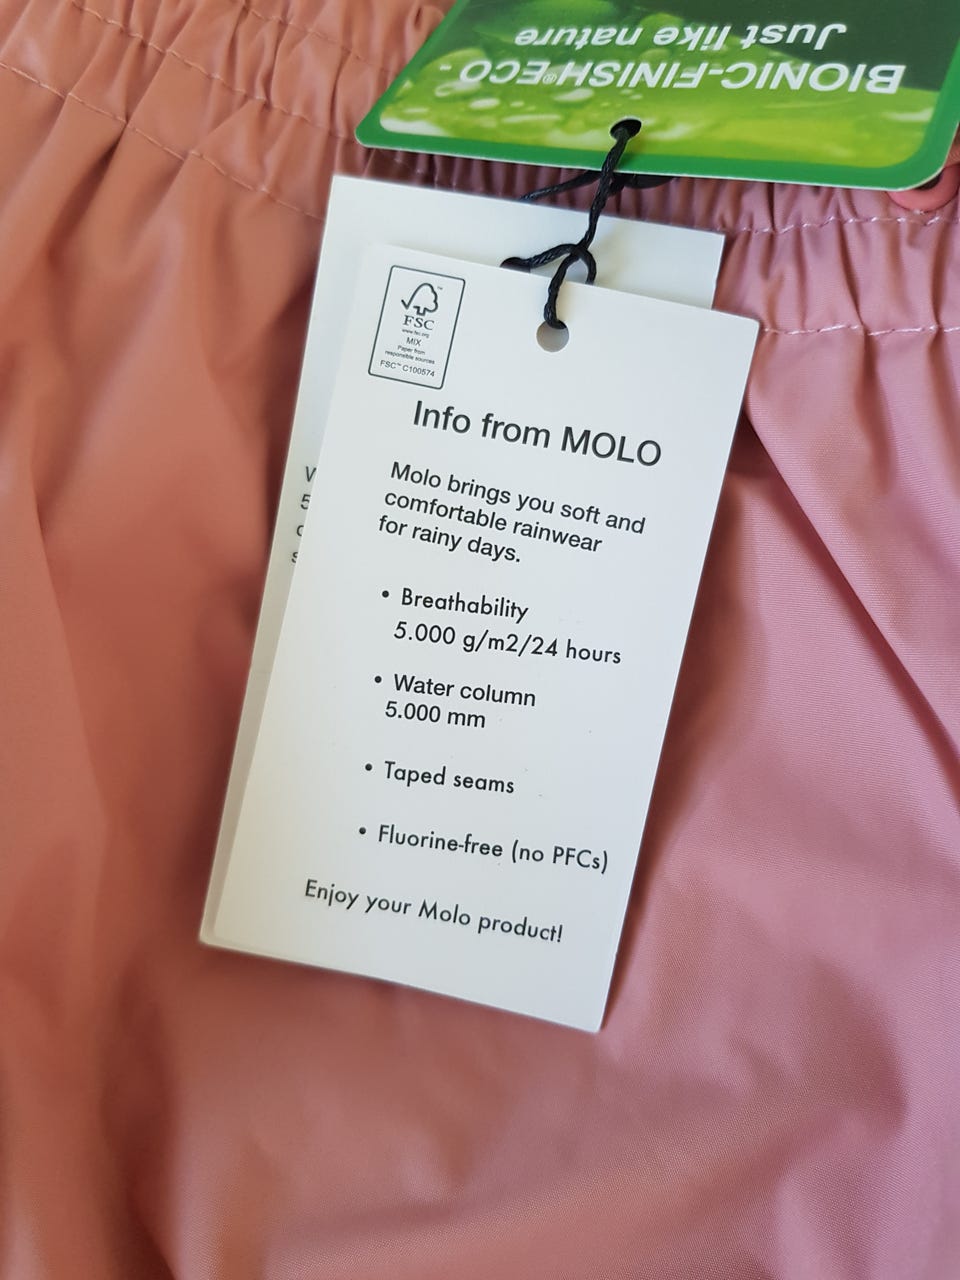 BIONIC-FINISH®ECO
Just like nature
FSC
www.fsc.org
MIX
Paper from
responsible sources
FSC™ C100574
Info from MOLO
Molo brings you soft and
comfortable rainwear
for rainy days.
• Breathability
5.000 g/m2/24 hours
• Water column
5.000 mm
• Taped seams
• Fluorine-free (no PFCs)
Enjoy your Molo product!